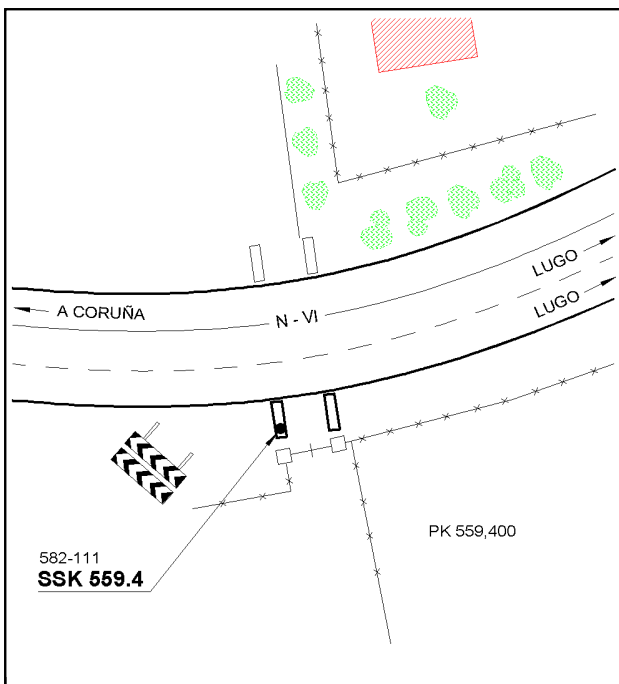 LUGO
A CORUÑA
N - VI
LUGO
PK 559,400
582-111
SSK 559.4